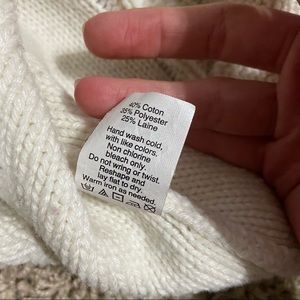 40% Coton
35% Polyester
25% Laine
Hand wash cold,
with like colors.
Non chlorine
bleach only.
Do not wring or twist.
Reshape and
lay flat to dry.
Warm iron as needed.